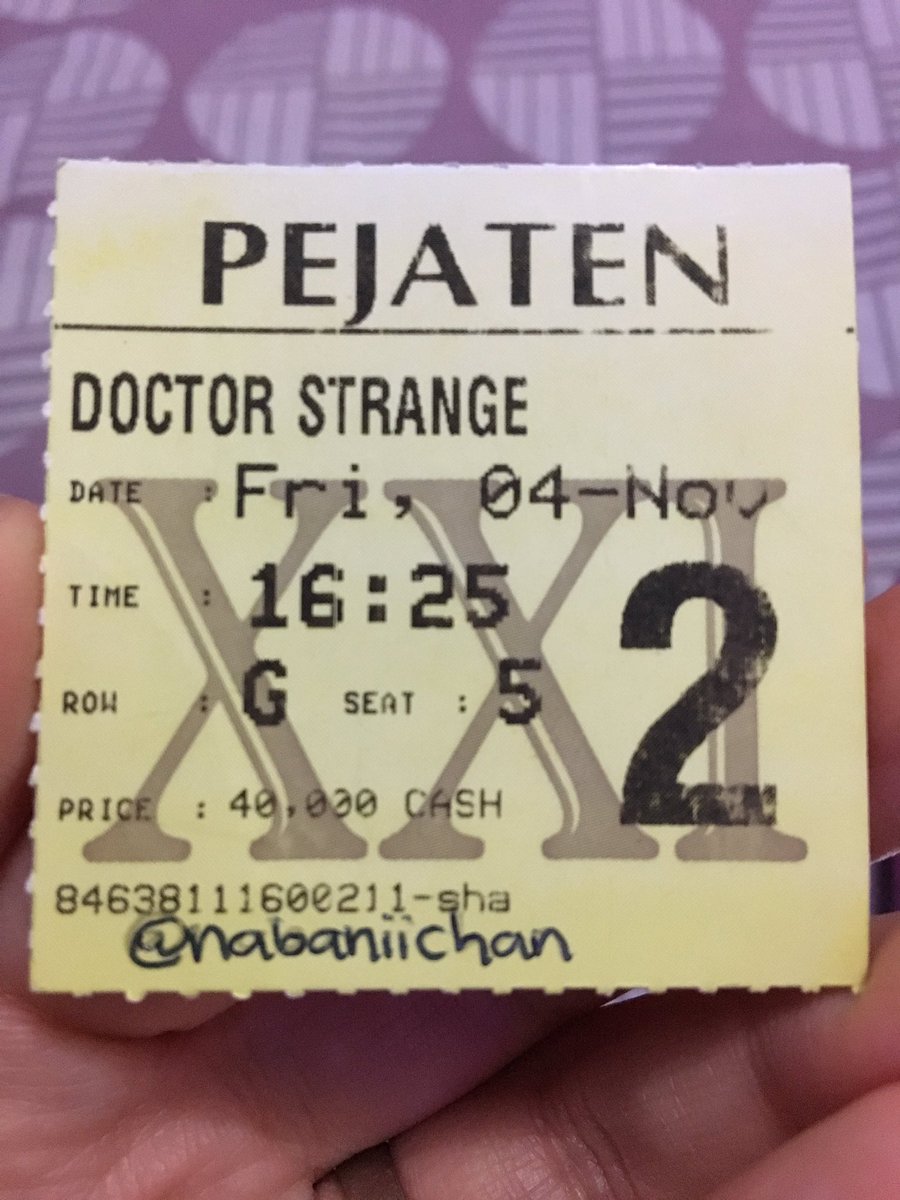 PEJATEN
DOCTOR STRANGE
DATE : Fri, 04-Nov
TIME : 16:25
ROW : G SEAT : 5
2
PRICE : 40,000 CASH
XXI
84638111600211-sha
@nabaniichan